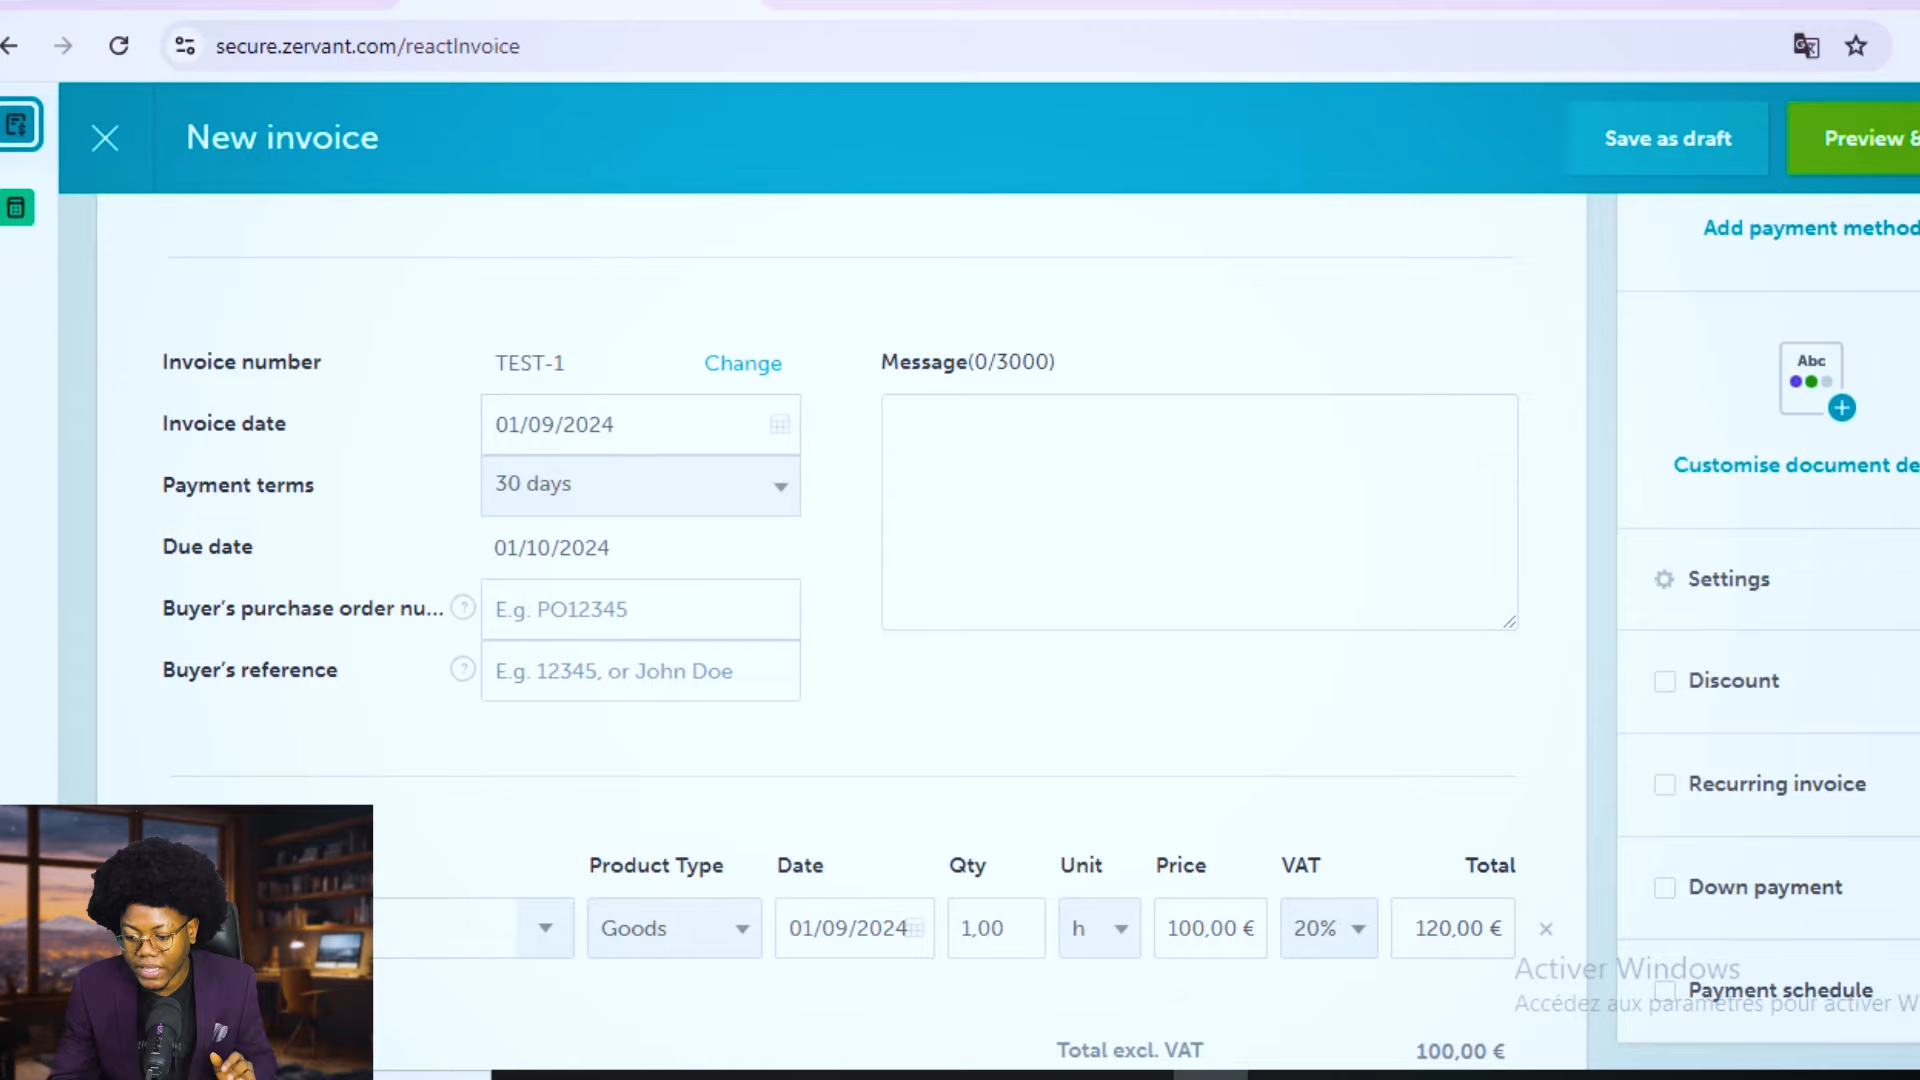 secure.zervant.com/reactInvoice
New invoice
Save as draft
Preview &
Add payment method
Invoice number
TEST-1
Change
Message(0/3000)
Abc
Invoice date
01/09/2024
Customise document de
Payment terms
30 days
Due date
01/10/2024
Settings
Buyer's purchase order nu...
?
E.g. PO12345
Buyer's reference
?
E.g. 12345, or John Doe
Discount
Recurring invoice
Product Type
Date
Qty
Unit
Price
VAT
Total
Down payment
Goods
01/09/2024
1,00
h
100,00 €
20%
120,00 €
Activer Windows
Payment schedule
Accédez aux paramètres pour activer W
Total excl. VAT
100,00 €